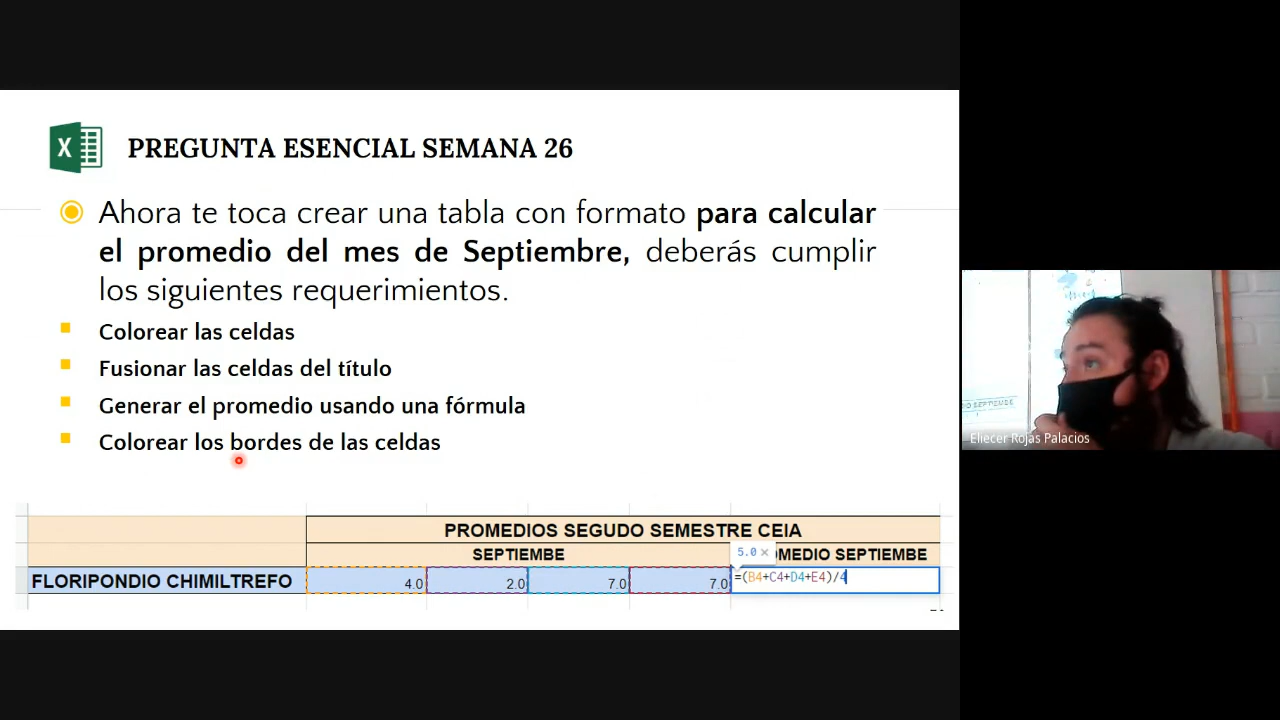 X
PREGUNTA ESENCIAL SEMANA 26
Ahora te toca crear una tabla con formato para calcular
el promedio del mes de Septiembre, deberás cumplir
los siguientes requerimientos.
Colorear las celdas
Fusionar las celdas del título
Generar el promedio usando una fórmula
Colorear los bordes de las celdas
PROMEDIOS SEGUDO SEMESTRE CEIA
SEPTIEMBE
5.0 ×
OMEDIO SEPTIEMBE
FLORIPONDIO CHIMILTREFO 4.0 2.0 7.0 7.0 =(B4+C4+D4+E4)/4
Eliecer Rojas Palacios